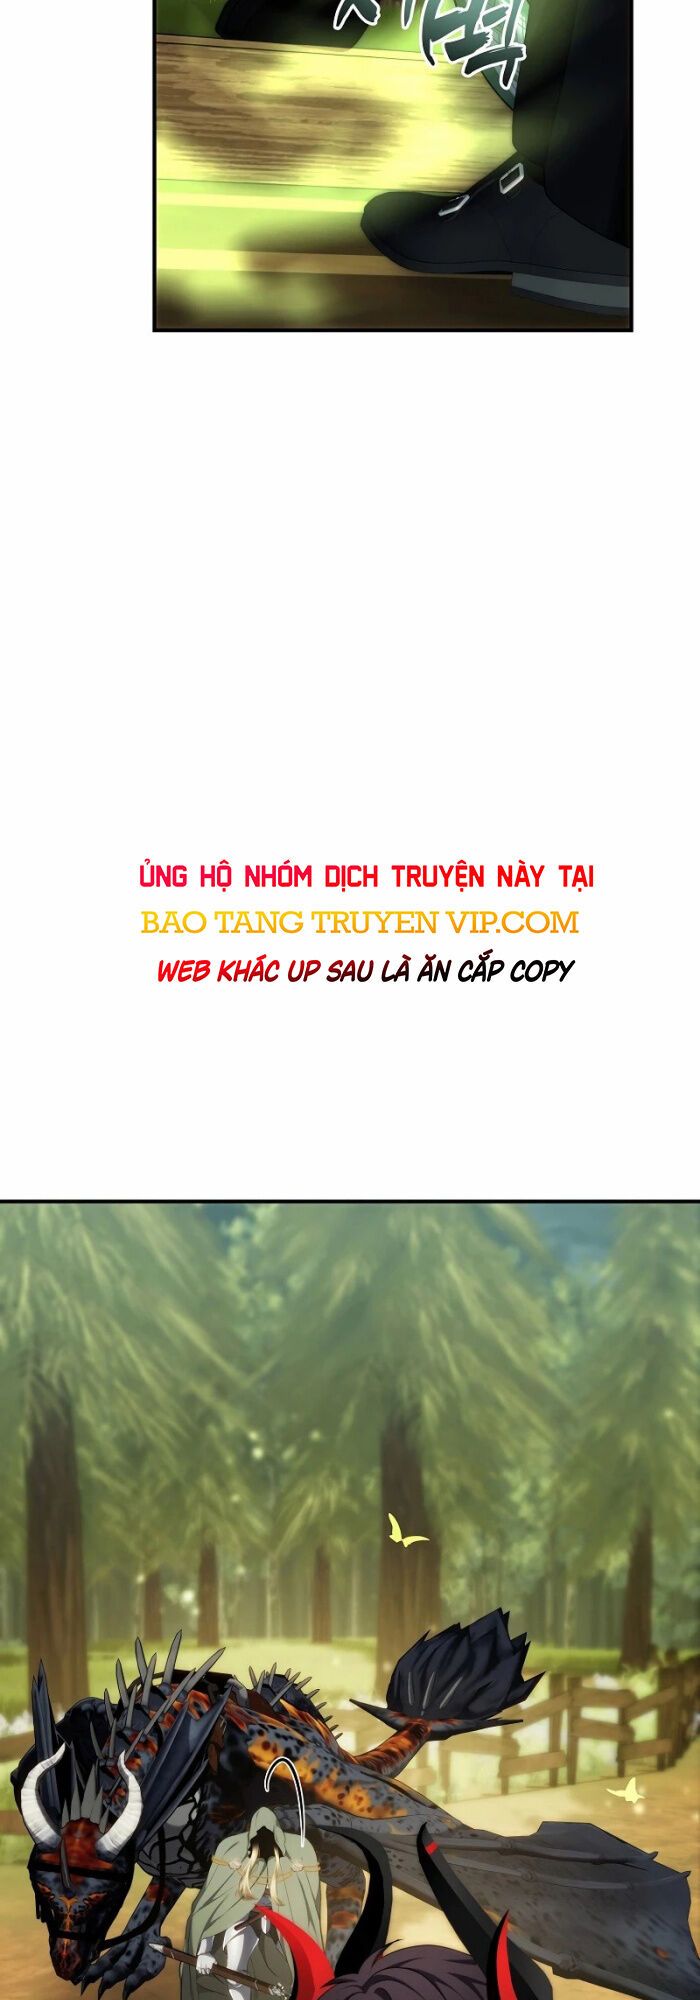 ỦNG HỘ NHÓM DỊCH TRUYỆN NÀY TẠI
BAO TANG TRUYEN VIP.COM
WEB KHÁC UP SAU LÀ ĂN CẮP COPY